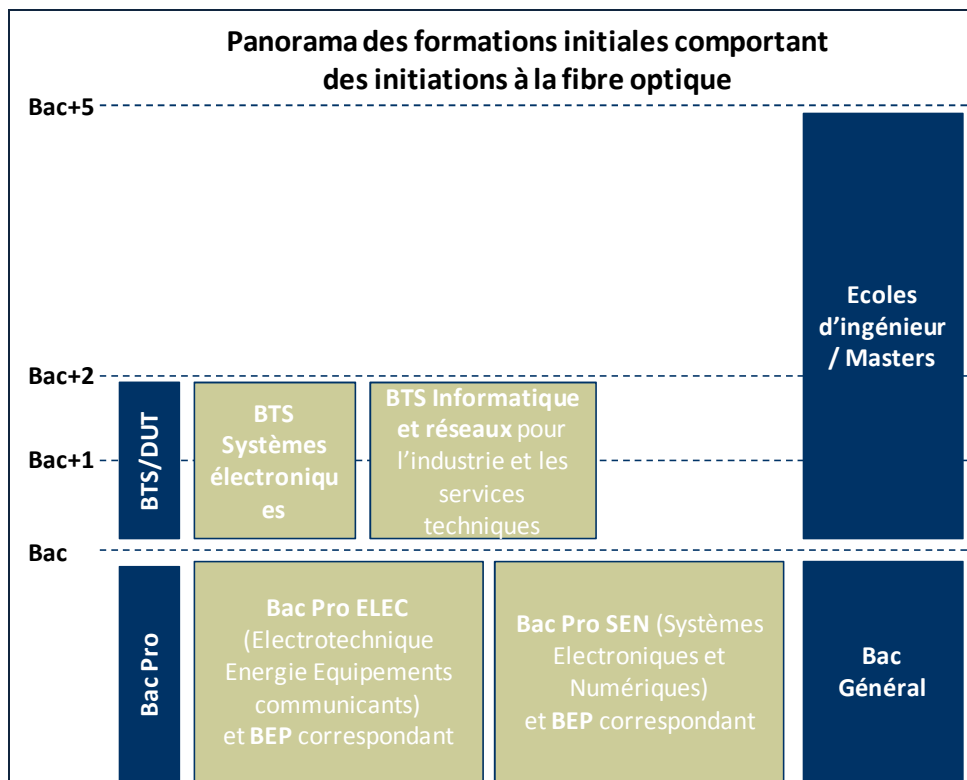 Panorama des formations initiales comportant
des initiations à la fibre optique
Bac+5
Ecoles
d'ingénieur
/ Masters
Bac+2
BTS/DUT
BTS
Systèmes
électroniqu
es
BTS Informatique
et réseaux pour
l'industrie et les
services
techniques
Bac+1
Bac
Bac Pro
Bac Pro ELEC
(Electrotechnique
Energie Equipements
communicants)
et BEP correspondant
Bac Pro SEN (Systèmes
Electroniques et
Numériques)
et BEP correspondant
Bac
Général